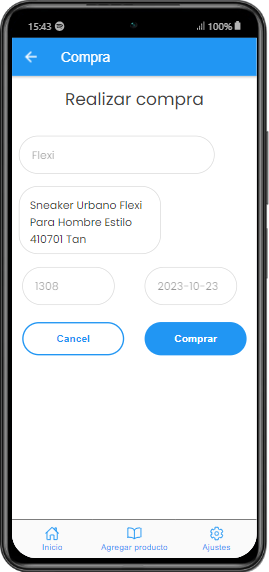 15:43 100%
Compra
Realizar compra
Flexi
Sneaker Urbano Flexi
Para Hombre Estilo
410701 Tan
1308 2023-10-23
Cancel Comprar
Inicio Agregar producto Ajustes